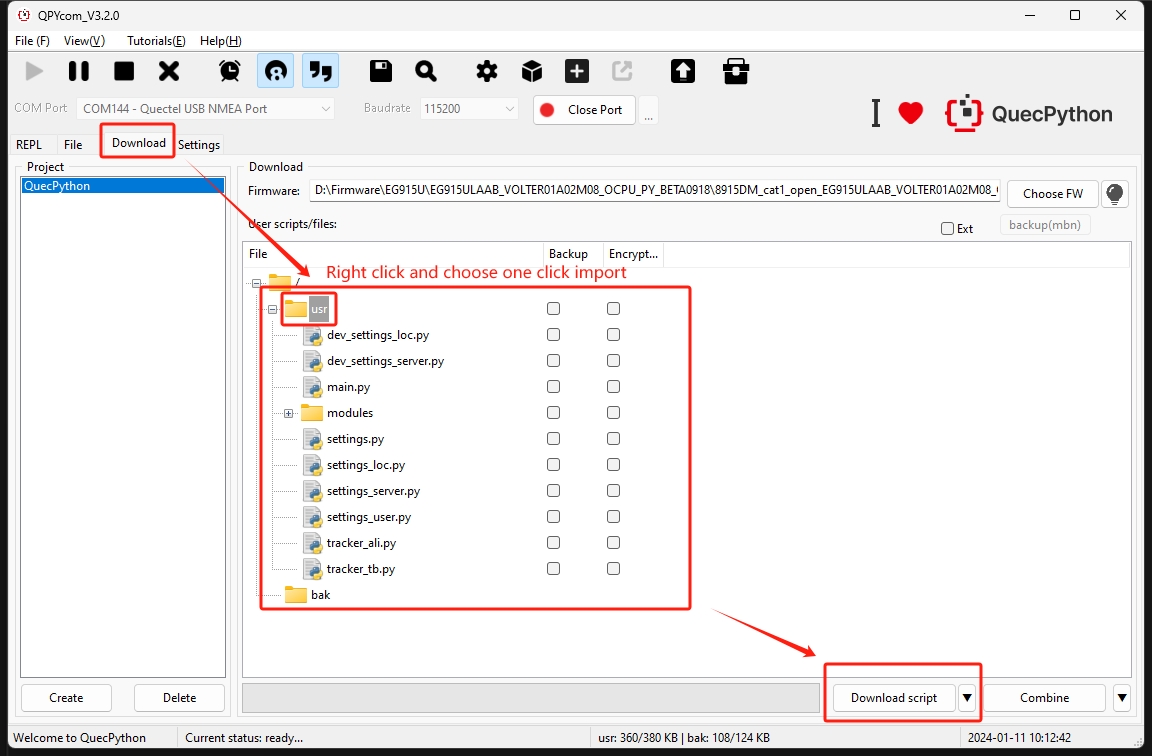 QPYcom_V3.2.0
File (F) View(V) Tutorials(E) Help(H)
COM Port COM144 - Quectel USB NMEA Port Baudrate 115200 Close Port ...
QuecPython
REPL File Download Settings
Project
QuecPython
Download
Firmware: D:\Firmware\EG915U\EG915ULAAB_VOLTER01A02M08_OCPU_PY_BETA0918\8915DM_cat1_open_EG915ULAAB_VOLTER01A02M08_ Choose FW
User scripts/files: Ext backup(mbn)
File Backup Encrypt...
Right click and choose one click import
/
usr
dev_settings_loc.py
dev_settings_server.py
main.py
modules
settings.py
settings_loc.py
settings_server.py
settings_user.py
tracker_ali.py
tracker_tb.py
bak
Create Delete Download script Combine
Welcome to QuecPython Current status: ready... usr: 360/380 KB | bak: 108/124 KB 2024-01-11 10:12:42